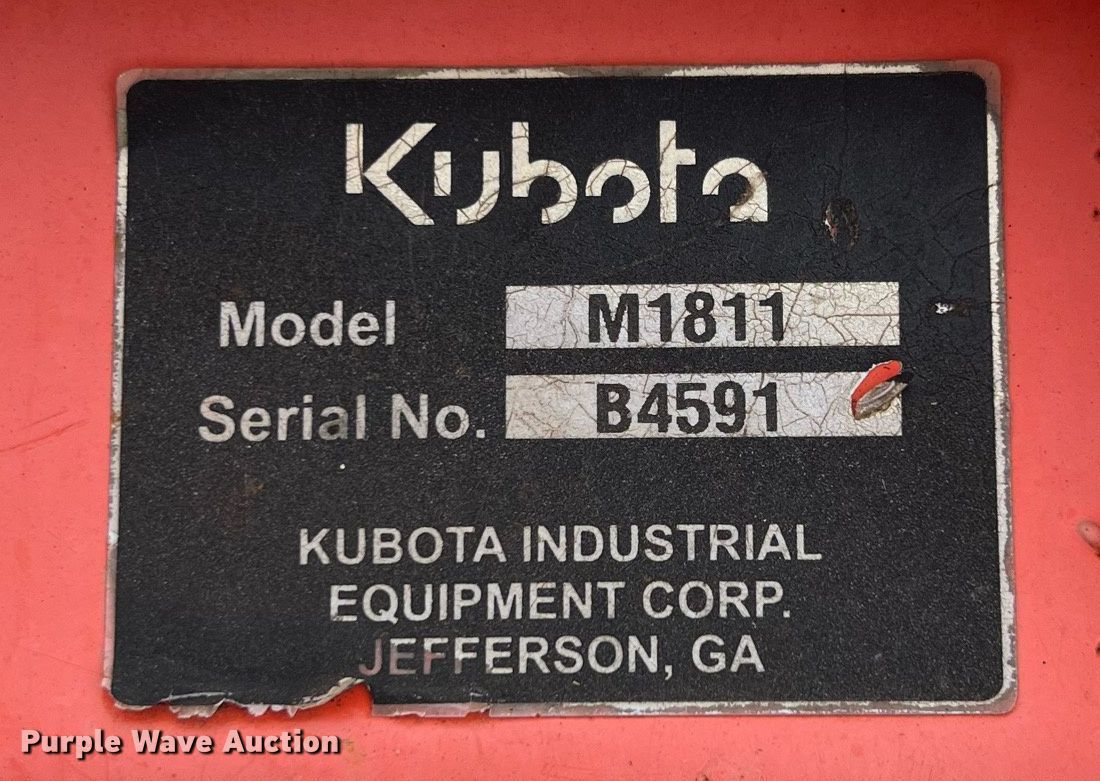 Kubota
Model M1811
Serial No. B4591
KUBOTA INDUSTRIAL
EQUIPMENT CORP.
JEFFERSON, GA
Purple Wave Auction